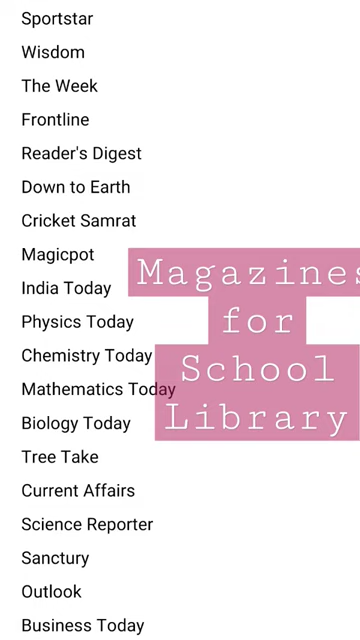 Sportstar
Wisdom
The Week
Frontline
Reader's Digest
Down to Earth
Cricket Samrat
Magicpot
India Today
Physics Today
Chemistry Today
Mathematics Today
Biology Today
Tree Take
Current Affairs
Science Reporter
Sanctury
Outlook
Business Today
Magazines
for
School
Library